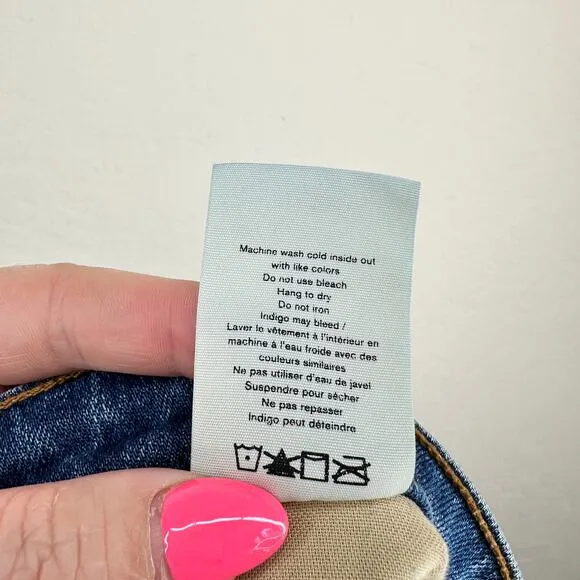 Machine wash cold inside out
with like colors
Do not use bleach
Hang to dry
Do not iron
Indigo may bleed /
Laver le vêtement à l'intérieur en
machine à l'eau froide avec des
couleurs similaires
Ne pas utiliser d'eau de javel
Suspendre pour sécher
Ne pas repasser
Indigo peut déteindre